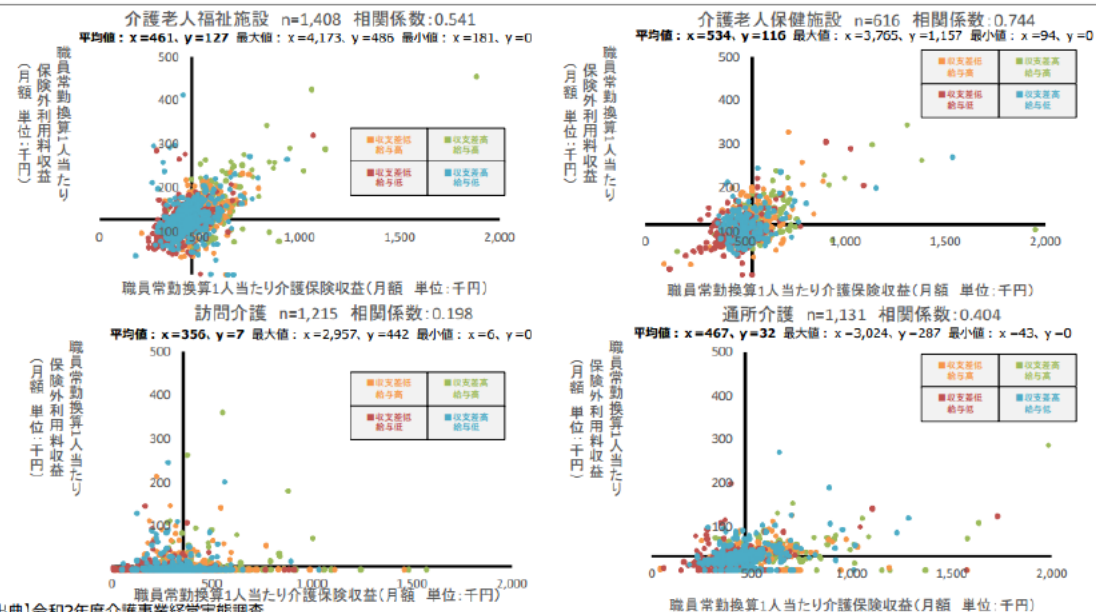 介護老人福祉施設 n=1,408 相関係数:0.541
平均値：x=461、y=127 最大値：x=4,173、y=486 最小値：x=181、y=0
職員常勤換算1人当たり
保険外利用料収益
（月額 単位:千円）
500
400
300
200
100
0
500
1,000
1,500
2,000
■収支差低
給与高
■収支差高
給与高
■収支差低
給与低
■収支差高
給与低
職員常勤換算1人当たり介護保険収益(月額 単位:千円)
介護老人保健施設 n=616 相関係数:0.744
平均値：x=534、y=116 最大値：x=3,765、y=1,157 最小値：x=94、y=0
職員常勤換算1人当たり
保険外利用料収益
（月額 単位:千円）
500
400
300
200
100
0
500
1,000
1,500
2,000
■収支差低
給与高
■収支差高
給与高
■収支差低
給与低
■収支差高
給与低
職員常勤換算1人当たり介護保険収益(月額 単位:千円)
訪問介護 n=1,215 相関係数:0.198
平均値：x=356、y=7 最大値：x=2,957、y=442 最小値：x=6、y=0
職員常勤換算1人当たり
保険外利用料収益
（月額 単位:千円）
500
400
300
200
100
0
500
1,000
1,500
2,000
■収支差低
給与高
■収支差高
給与高
■収支差低
給与低
■収支差高
給与低
職員常勤換算1人当たり介護保険収益(月額 単位:千円)
通所介護 n=1,131 相関係数:0.404
平均値：x=467、y=32 最大値：x=3,024、y=287 最小値：x=43、y=0
職員常勤換算1人当たり
保険外利用料収益
（月額 単位:千円）
500
400
300
200
100
0
500
1,000
1,500
2,000
■収支差低
給与高
■収支差高
給与高
■収支差低
給与低
■収支差高
給与低
職員常勤換算1人当たり介護保険収益(月額 単位:千円)
出典]令和2年度介護事業経営実態調査